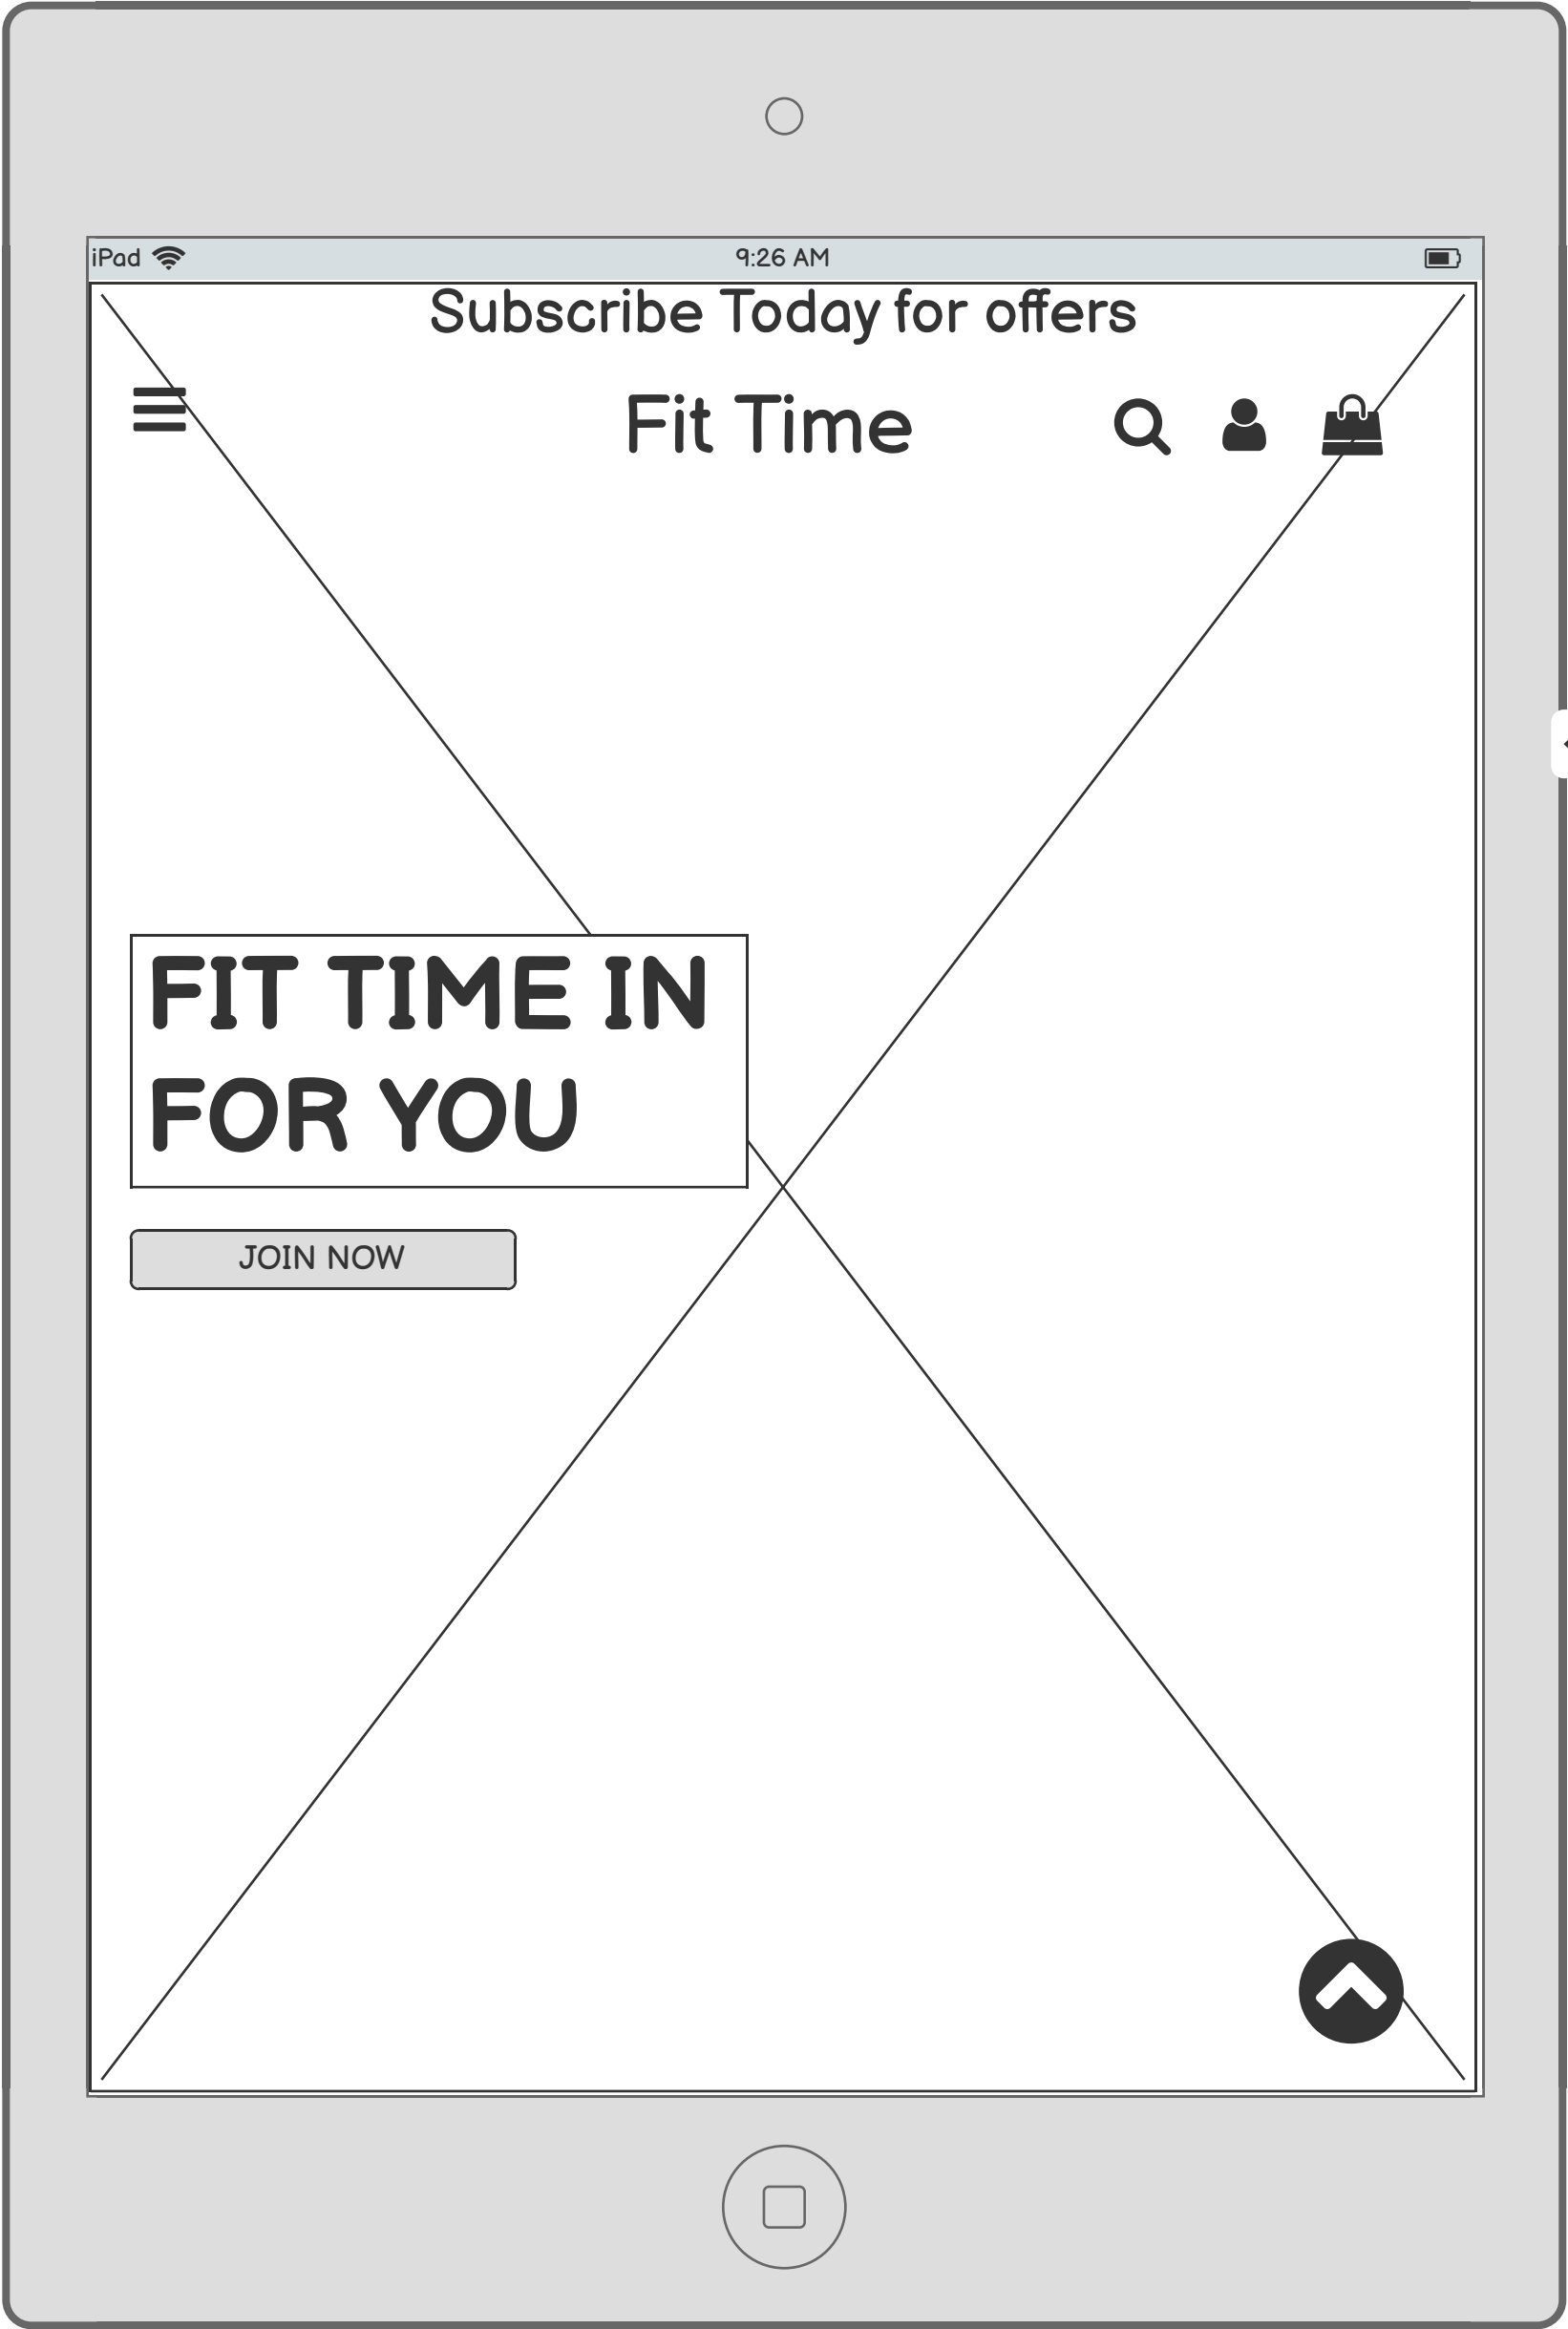 iPad
9:26 AM
Subscribe Today for offers
Fit Time
FIT TIME IN
FOR YOU
JOIN NOW